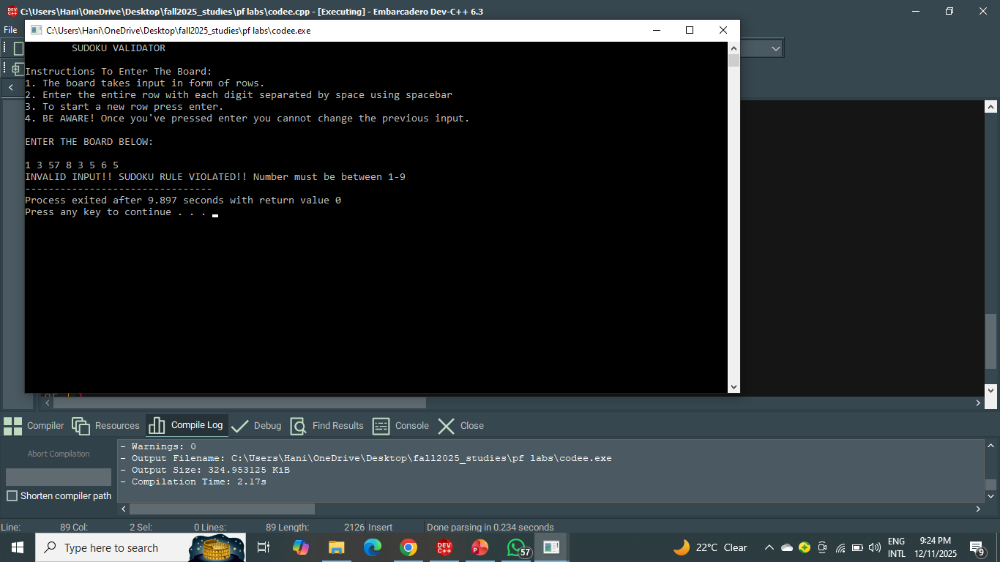 C:\Users\Hani\OneDrive\Desktop\fall2025_studies\pf labs\codee.cpp - [Executing] - Embarcadero Dev-C++ 6.3
File
C:\Users\Hani\OneDrive\Desktop\fall2025_studies\pf labs\codee.exe
SUDOKU VALIDATOR
Instructions To Enter The Board:
1. The board takes input in form of rows.
2. Enter the entire row with each digit separated by space using spacebar
3. To start a new row press enter.
4. BE AWARE! Once you've pressed enter you cannot change the previous input.
ENTER THE BOARD BELOW:
1 3 57 8 3 5 6 5
INVALID INPUT!! SUDOKU RULE VIOLATED!! Number must be between 1-9
--------------------------------
Process exited after 9.897 seconds with return value 0
Press any key to continue . . .
Compiler Resources Compile Log Debug Find Results Console Close
Abort Compilation
Shorten compiler path
- Warnings: 0
- Output Filename: C:\Users\Hani\OneDrive\Desktop\fall2025_studies\pf labs\codee.exe
- Output Size: 324.953125 KiB
- Compilation Time: 2.17s
Line: 89 Col: 2 Sel: 0 Lines: 89 Length: 2126 Insert Done parsing in 0.234 seconds
Type here to search
DEV C++
57
22°C Clear
ENG
INTL
9:24 PM
12/11/2025
9